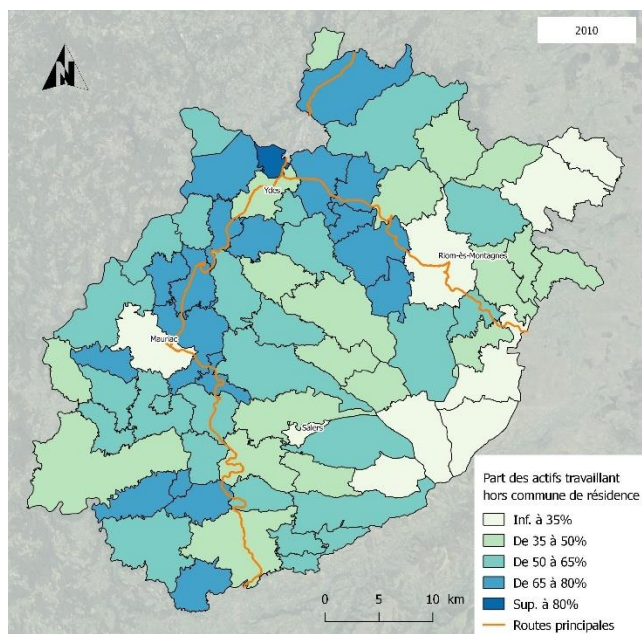 2010
N
Ydes
Riom-ès-Montagnes
Mauriac
Salers
Part des actifs travaillant
hors commune de résidence
Inf. à 35%
De 35 à 50%
De 50 à 65%
De 65 à 80%
Sup. à 80%
Routes principales
0 5 10 km